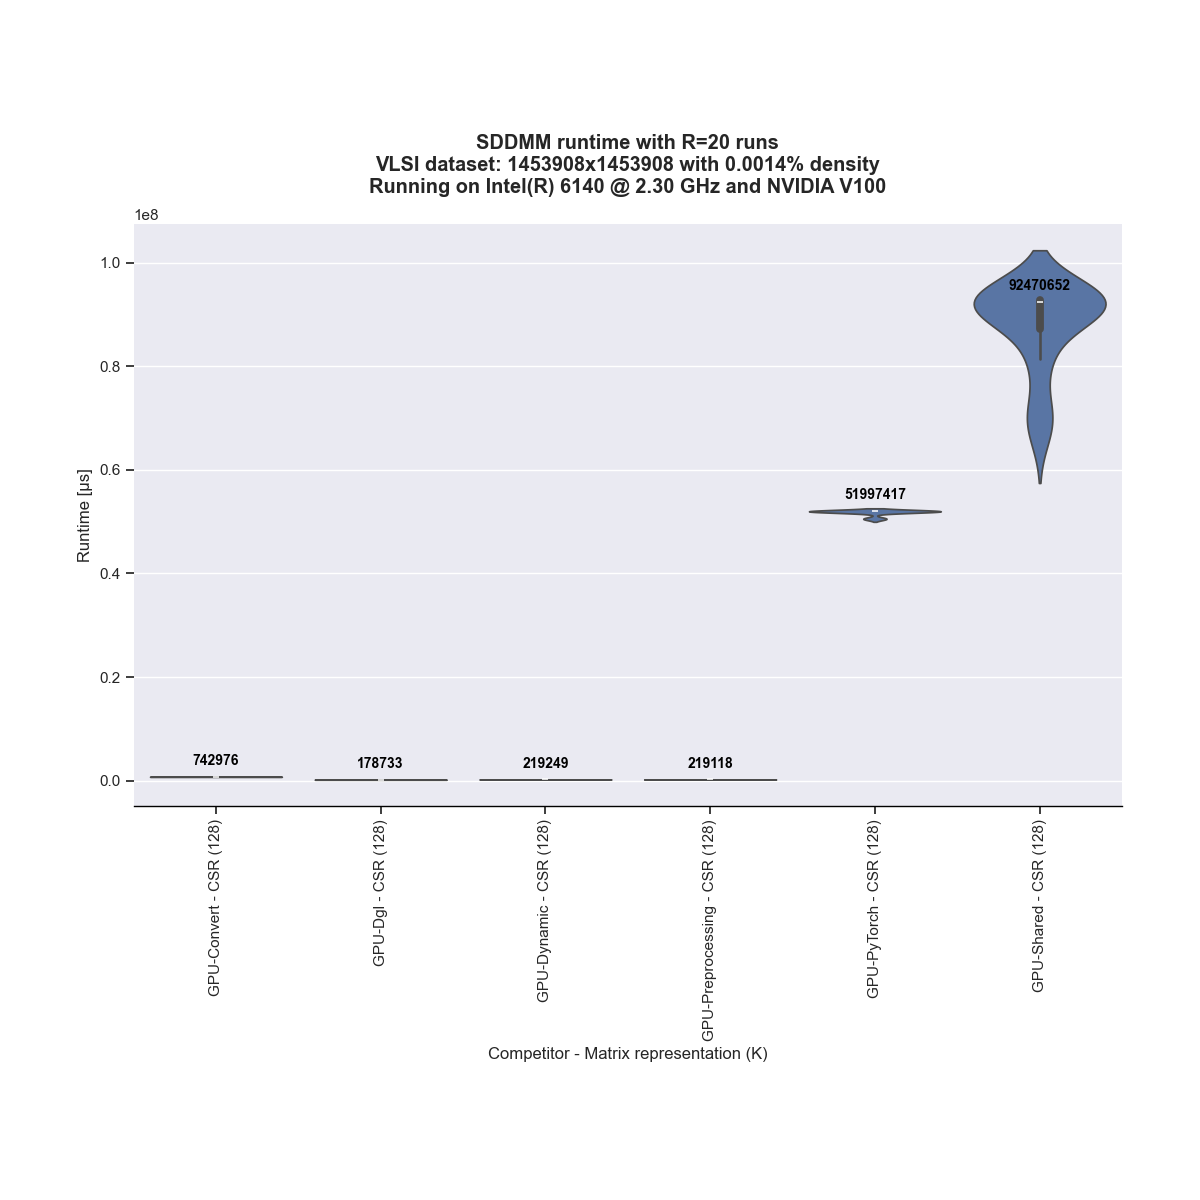 SDDMM runtime with R=20 runs
VLSI dataset: 1453908x1453908 with 0.0014% density
Running on Intel(R) 6140 @ 2.30 GHz and NVIDIA V100
1e8
1.0
0.8
0.6
0.4
0.2
0.0
Runtime [µs]
742976
178733
219249
219118
51997417
92470652
GPU-Convert - CSR (128)
GPU-Dgl - CSR (128)
GPU-Dynamic - CSR (128)
GPU-Preprocessing - CSR (128)
GPU-PyTorch - CSR (128)
GPU-Shared - CSR (128)
Competitor - Matrix representation (K)